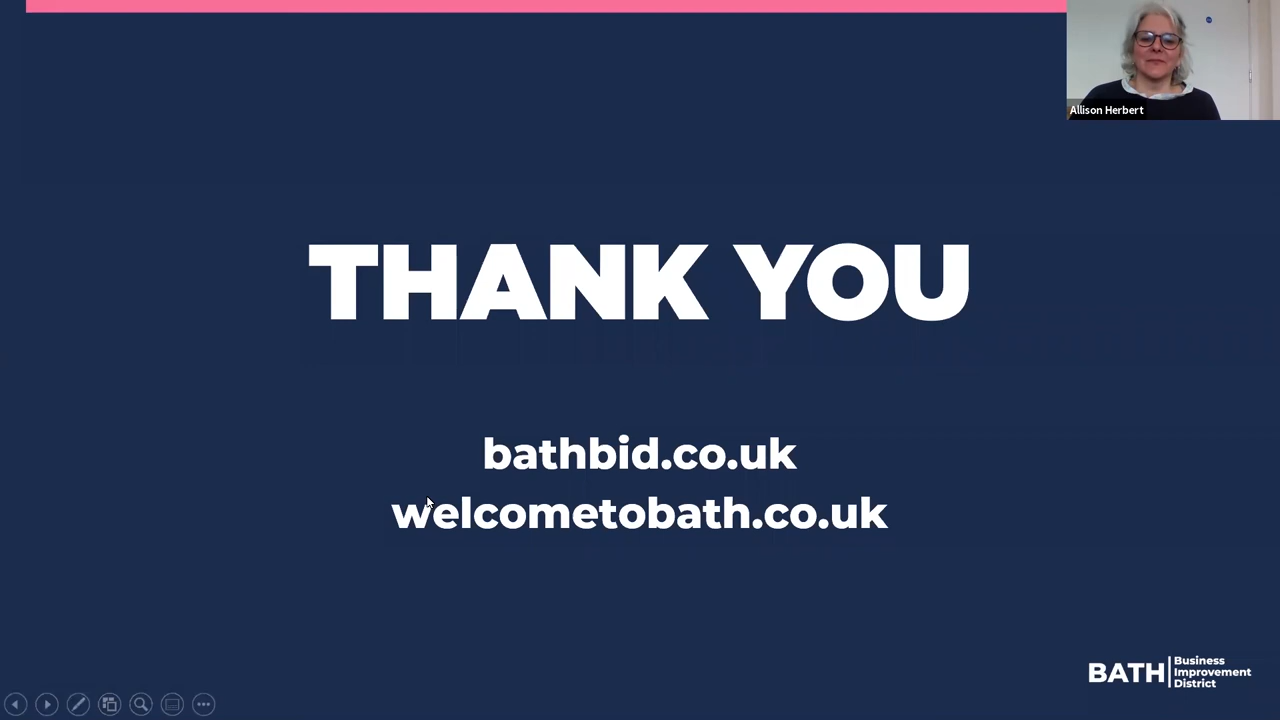 Allison Herbert
THANK YOU
bathbid.co.uk
welcometobath.co.uk
BATH
Business
Improvement
District